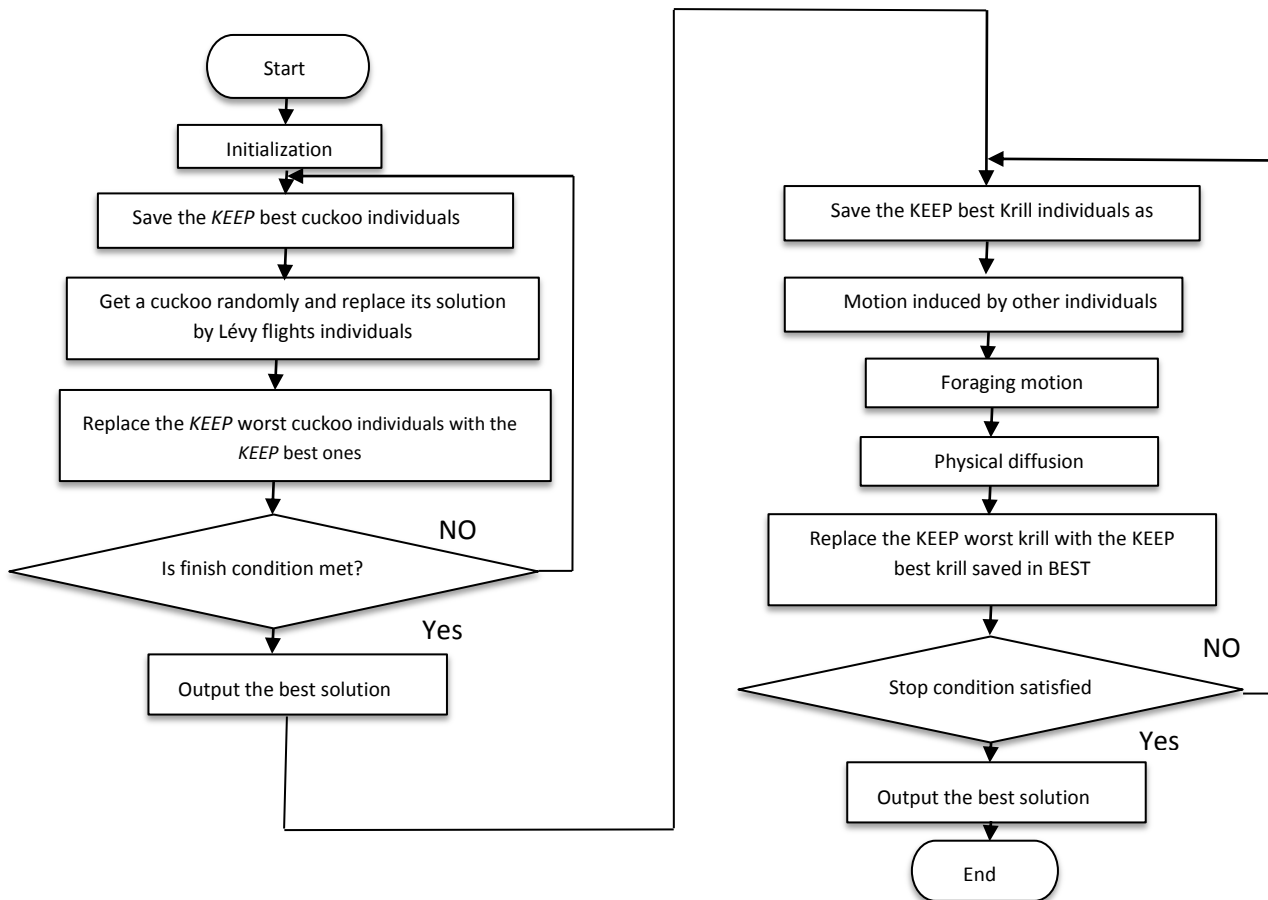 Start
Initialization
Save the KEEP best cuckoo individuals
Get a cuckoo randomly and replace its solution
by Lévy flights individuals
Replace the KEEP worst cuckoo individuals with the
KEEP best ones
NO
Is finish condition met?
Yes
Output the best solution
Save the KEEP best Krill individuals as
Motion induced by other individuals
Foraging motion
Physical diffusion
Replace the KEEP worst krill with the KEEP
best krill saved in BEST
NO
Stop condition satisfied
Yes
Output the best solution
End